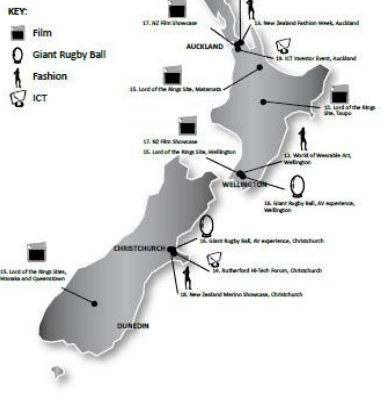 KEY:
Film
Giant Rugby Ball
Fashion
ICT
17. NZ Film Showcase
18. New Zealand Fashion Week, Auckland
AUCKLAND
19. ICT Investor Event, Auckland
15. Lord of the Rings Site, Matamata
15. Lord of the Rings
Site, Taupo
17. NZ Film Showcase
15. Lord of the Rings Site, Wellington
12. World of Wearable Art,
Wellington
WELLINGTON
16. Giant Rugby Ball, AV experience,
Wellington
16. Giant Rugby Ball, AV experience, Christchurch
CHRISTCHURCH
14. Rutherford Hi-Tech Forum, Christchurch
15. Lord of the Rings Sites,
Wanaka and Queenstown
18. New Zealand Merino Showcase, Christchurch
DUNEDIN